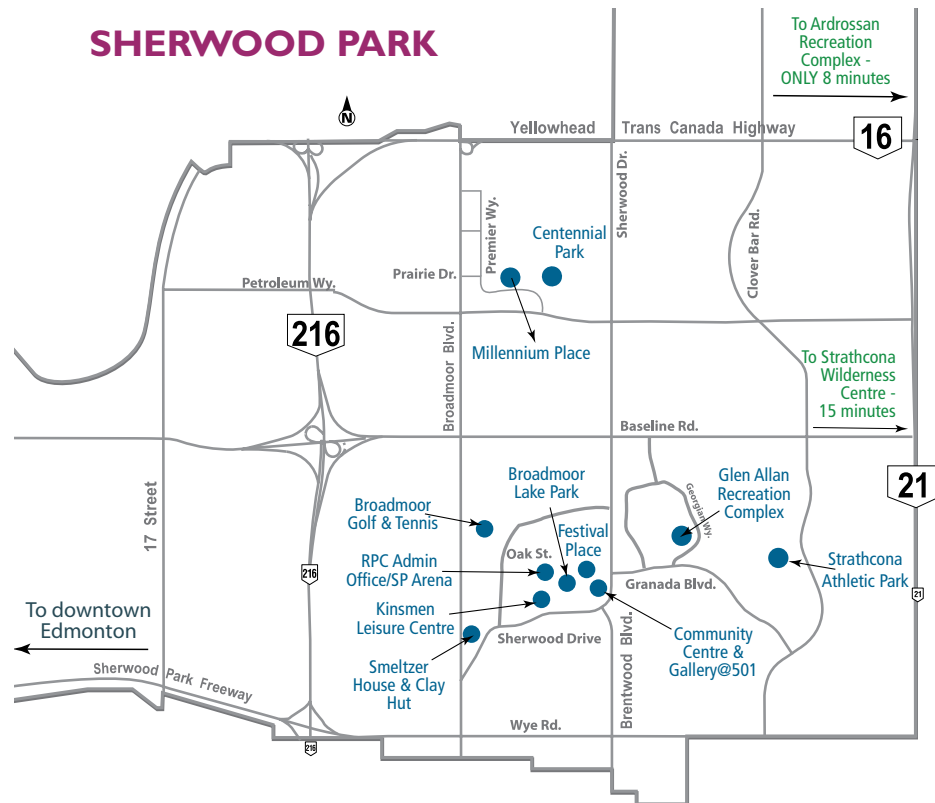 SHERWOOD PARK
To Ardrossan
Recreation
Complex -
ONLY 8 minutes
N
Yellowhead Trans Canada Highway
16
Sherwood Dr.
Clover Bar Rd.
Premier Wy.
Centennial
Park
Prairie Dr.
Petroleum Wy.
216
Millennium Place
Broadmoor Blvd.
To Strathcona
Wilderness
Centre -
15 minutes
Baseline Rd.
21
17 Street
Broadmoor
Lake Park
Glen Allan
Recreation
Complex
Georgian Wy.
Broadmoor
Golf & Tennis
Festival
Place
Oak St.
RPC Admin
Office/SP Arena
Strathcona
Athletic Park
216
Granada Blvd.
21
Kinsmen
Leisure Centre
To downtown
Edmonton
Sherwood Drive
Community
Centre &
Gallery@501
Brentwood Blvd.
Smeltzer
House & Clay
Hut
Sherwood Park Freeway
Wye Rd.
216